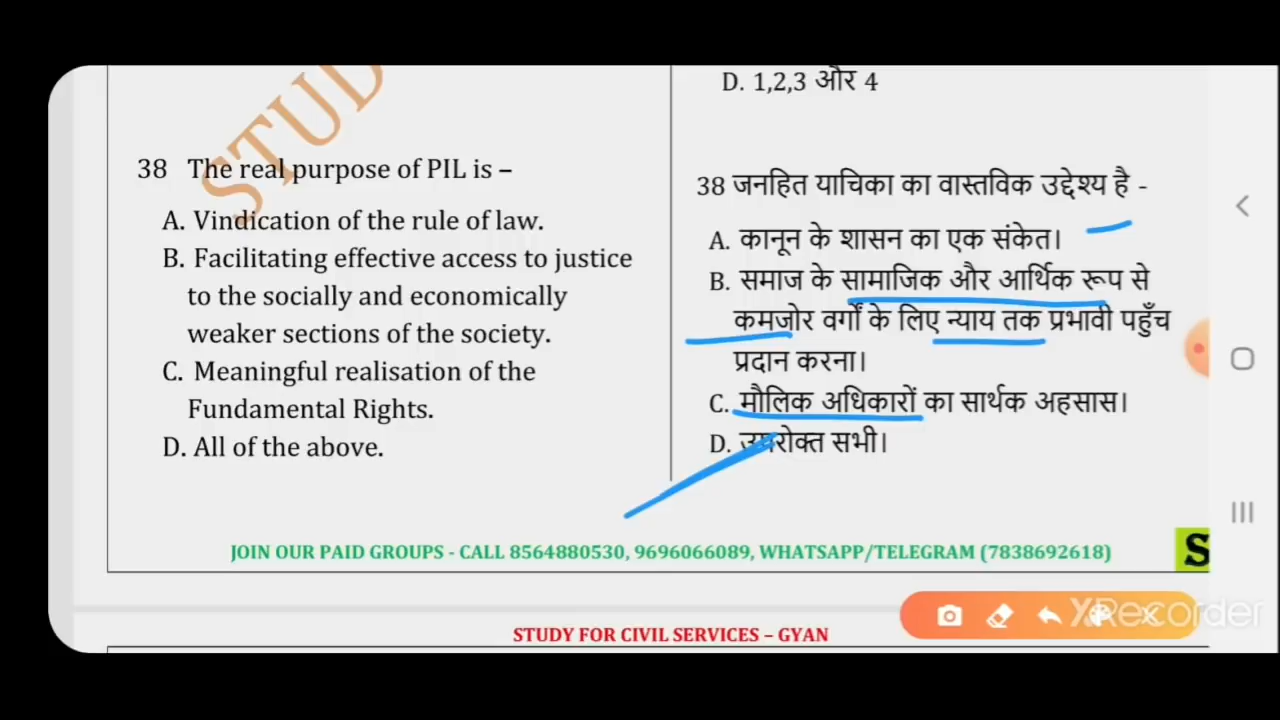 STUD
38 The real purpose of PIL is –
A. Vindication of the rule of law.
B. Facilitating effective access to justice
to the socially and economically
weaker sections of the society.
C. Meaningful realisation of the
Fundamental Rights.
D. All of the above.
D. 1,2,3 और 4
38 जनहित याचिका का वास्तविक उद्देश्य है -
A. कानून के शासन का एक संकेत।
B. समाज के सामाजिक और आर्थिक रूप से
कमजोर वर्गों के लिए न्याय तक प्रभावी पहुँच
प्रदान करना।
C. मौलिक अधिकारों का सार्थक अहसास।
D. उपरोक्त सभी।
JOIN OUR PAID GROUPS - CALL 8564880530, 9696066089, WHATSAPP/TELEGRAM (7838692618)
S
XRecorder
STUDY FOR CIVIL SERVICES – GYAN